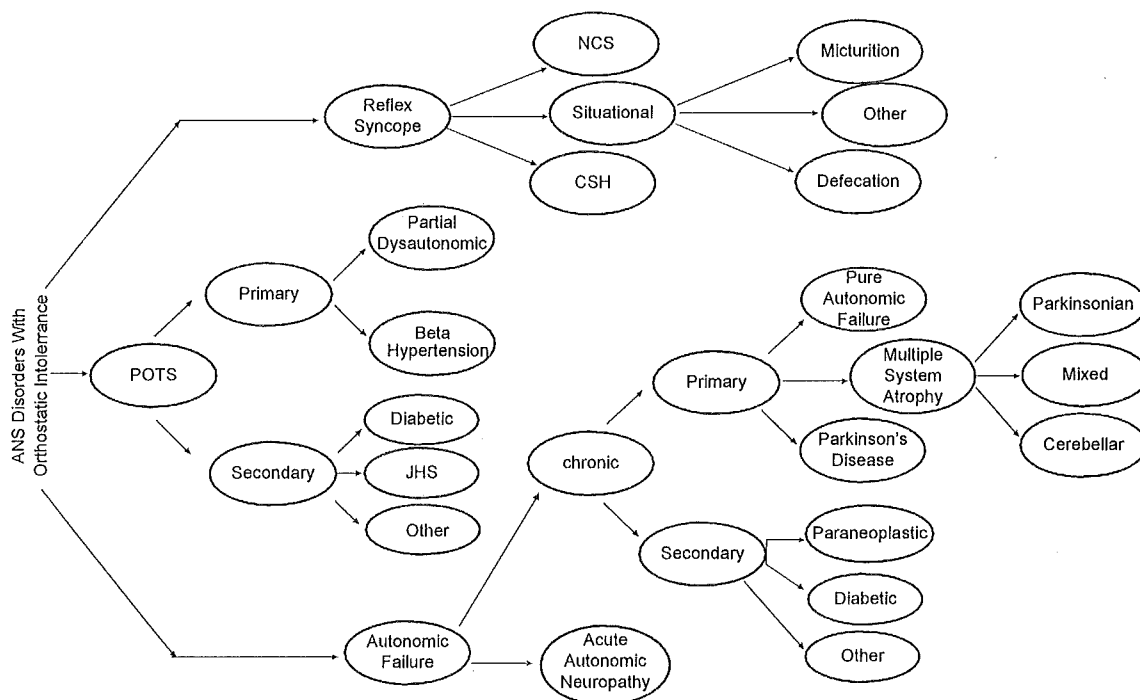 ANS Disorders With
Orthostatic Intolerrance
Reflex
Syncope
NCS
Situational
CSH
Micturition
Other
Defecation
POTS
Primary
Partial
Dysautonomic
Beta
Hypertension
Secondary
Diabetic
JHS
Other
Autonomic
Failure
chronic
Primary
Pure
Autonomic
Failure
Multiple
System
Atrophy
Parkinsonian
Mixed
Cerebellar
Parkinson's
Disease
Secondary
Paraneoplastic
Diabetic
Other
Acute
Autonomic
Neuropathy